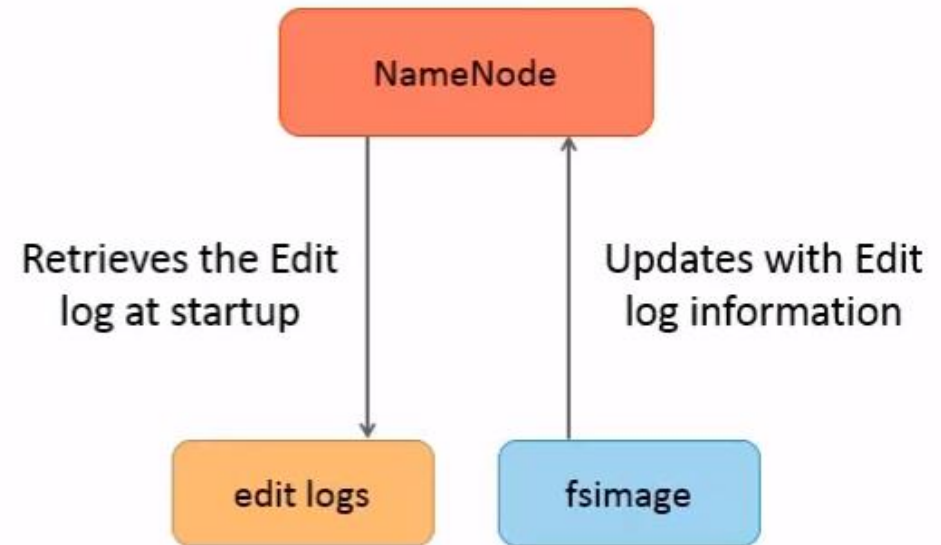 NameNode
Retrieves the Edit
log at startup
Updates with Edit
log information
edit logs
fsimage